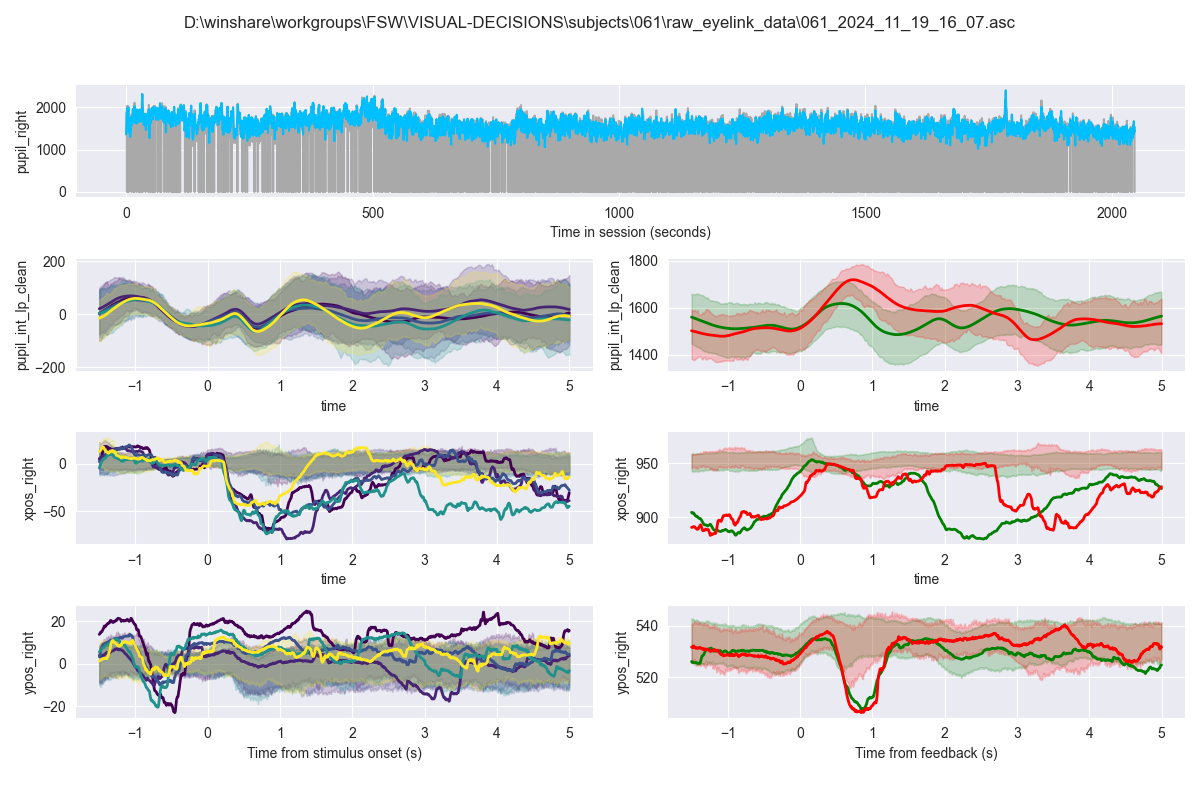 D:\winshare\workgroups\FSW\VISUAL-DECISIONS\subjects\061\raw_eyelink_data\061_2024_11_19_16_07.asc
pupil_right
2000
1000
0
0 500 1000 1500 2000
Time in session (seconds)
pupil_int_lp_clean
200
0
−200
−1 0 1 2 3 4 5
time
pupil_int_lp_clean
1800
1600
1400
−1 0 1 2 3 4 5
time
xpos_right
0
−50
−1 0 1 2 3 4 5
time
xpos_right
950
900
−1 0 1 2 3 4 5
time
ypos_right
20
0
−20
−1 0 1 2 3 4 5
Time from stimulus onset (s)
ypos_right
540
520
−1 0 1 2 3 4 5
Time from feedback (s)